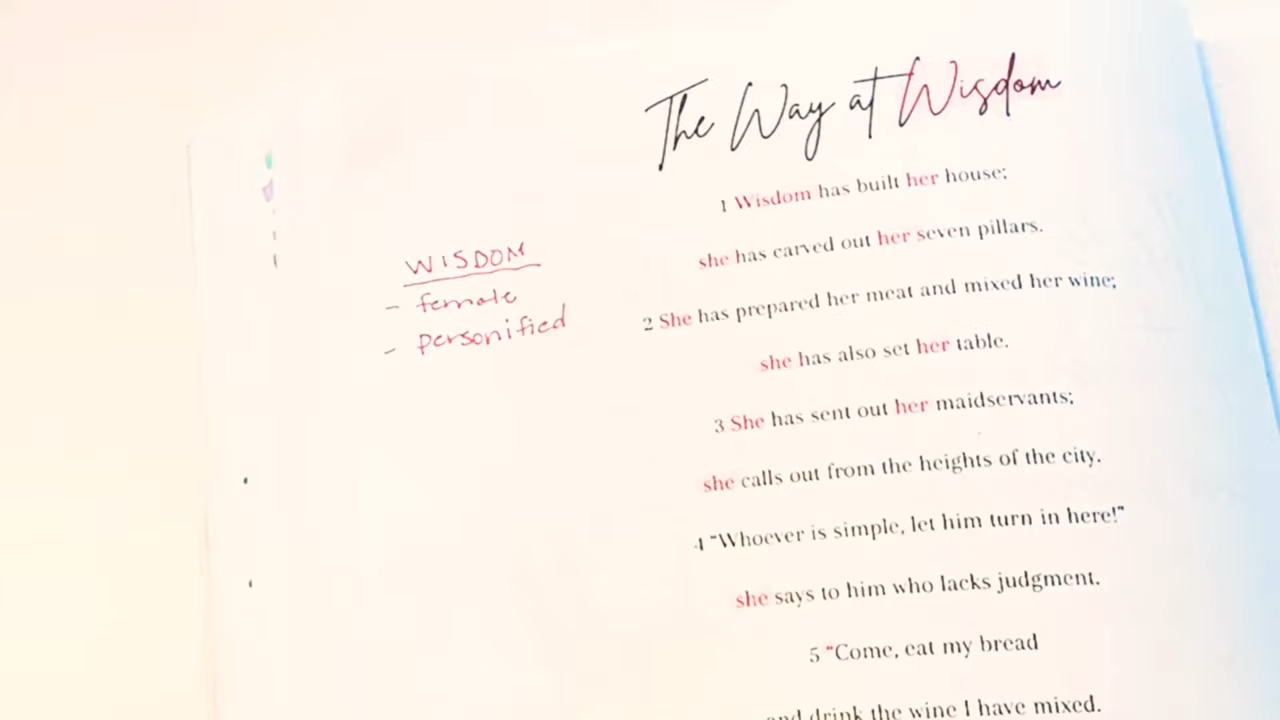 The Way at Wisdom
1 Wisdom has built her house;
she has carved out her seven pillars.
WISDOM
- female
- personified
2 She has prepared her meat and mixed her wine;
she has also set her table.
3 She has sent out her maidservants;
she calls out from the heights of the city.
4 "Whoever is simple, let him turn in here!"
she says to him who lacks judgment.
5 "Come, eat my bread
and drink the wine I have mixed.